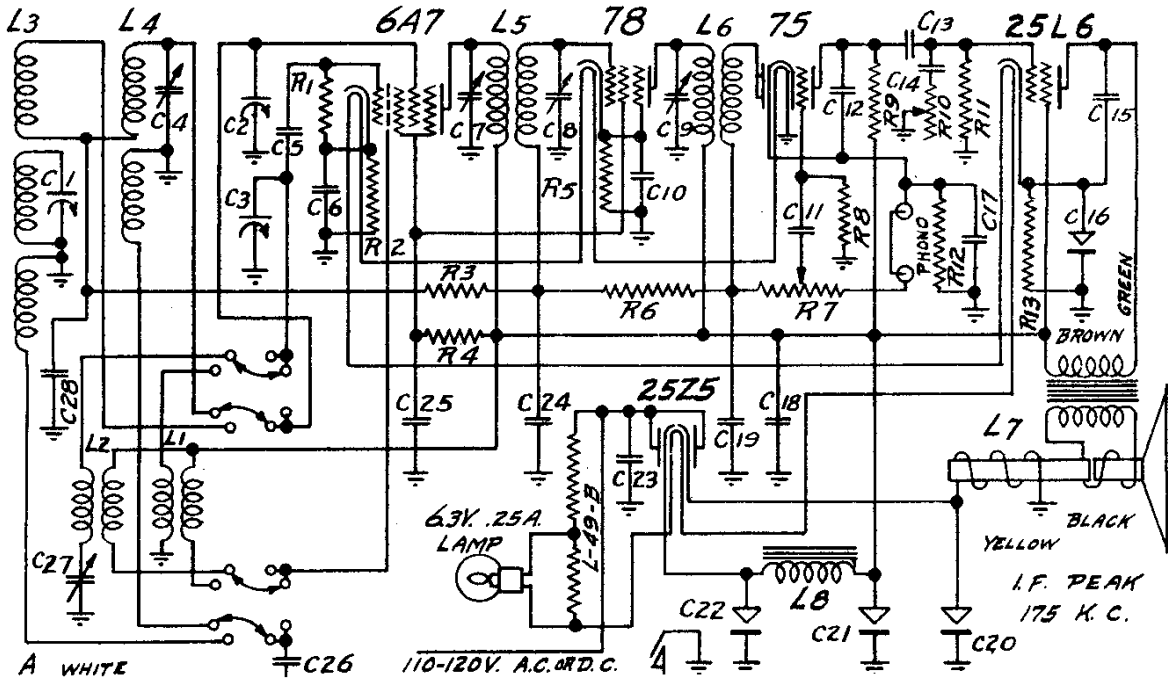 L3 L4 6A7 L5 78 L6 75 C13 25L6
R1 C14
C4 C2 C5 C7 C8 C9 C12 R9 R10 R11 C15
C1 C3 C6 R2 R5 C10 C11 R8 PHONO R12 C17 C16
R3 R6 R7 R13 GREEN
R4 BROWN
C28 C25 C24 25Z5 C19 C18
L2 L1 C23 L7
6.3V. .25A.
LAMP
L-49-B
BLACK
YELLOW
C27 L8 I.F. PEAK
175 K.C.
C22 C21 C20
A WHITE C26 110-120V. A.C. OR D.C.